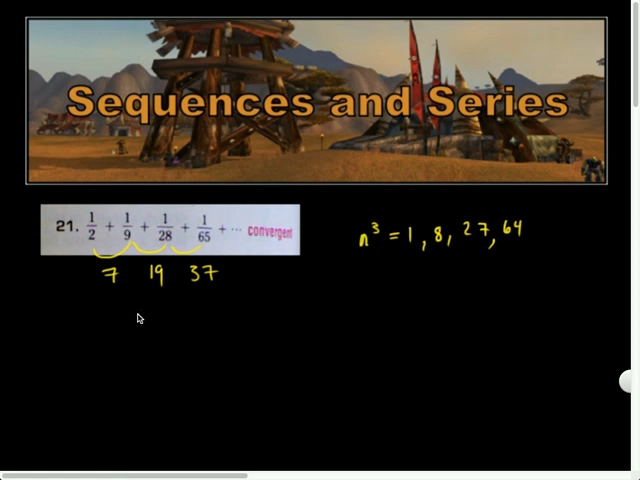 Sequences and Series
21. 1/2 + 1/9 + 1/28 + 1/65 + ··· convergent
n³ = 1, 8, 27, 64
7 19 37